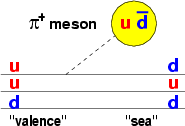 π+ meson u d̅
u d
u u
d d
"valence" "sea"